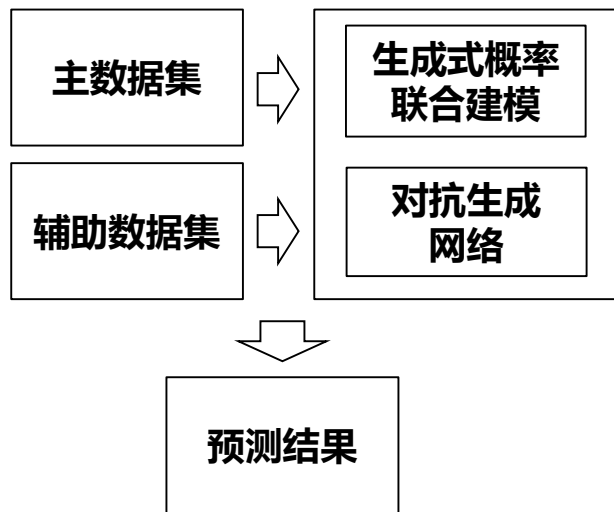 主数据集
生成式概率
联合建模
辅助数据集
对抗生成
网络
预测结果